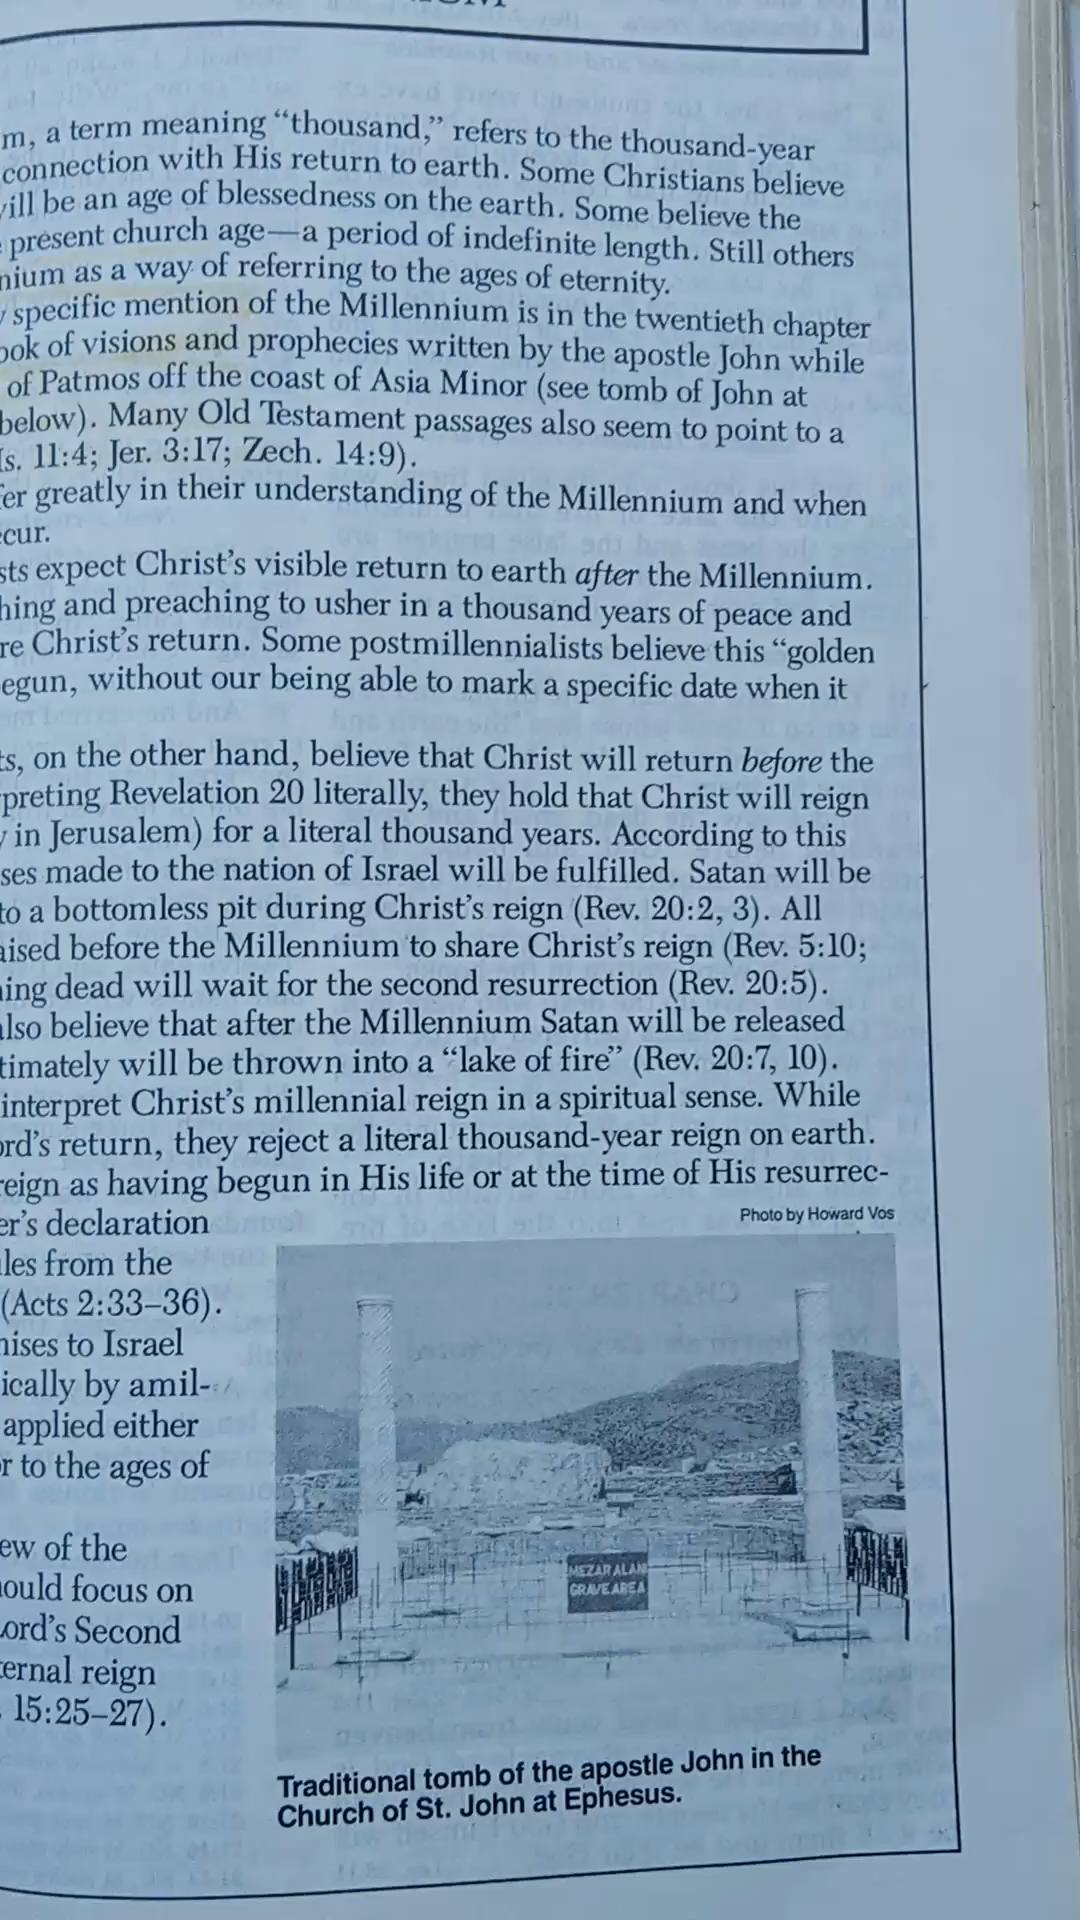 m, a term meaning “thousand,” refers to the thousand-year
connection with His return to earth. Some Christians believe
ill be an age of blessedness on the earth. Some believe the
present church age—a period of indefinite length. Still others
nium as a way of referring to the ages of eternity.
specific mention of the Millennium is in the twentieth chapter
ook of visions and prophecies written by the apostle John while
of Patmos off the coast of Asia Minor (see tomb of John at
below). Many Old Testament passages also seem to point to a
Is. 11:4; Jer. 3:17; Zech. 14:9).
fer greatly in their understanding of the Millennium and when
cur.
sts expect Christ’s visible return to earth after the Millennium.
hing and preaching to usher in a thousand years of peace and
re Christ’s return. Some postmillennialists believe this “golden
egun, without our being able to mark a specific date when it
ts, on the other hand, believe that Christ will return before the
preting Revelation 20 literally, they hold that Christ will reign
in Jerusalem) for a literal thousand years. According to this
ses made to the nation of Israel will be fulfilled. Satan will be
to a bottomless pit during Christ’s reign (Rev. 20:2, 3). All
aised before the Millennium to share Christ’s reign (Rev. 5:10;
ing dead will wait for the second resurrection (Rev. 20:5).
also believe that after the Millennium Satan will be released
timately will be thrown into a “lake of fire” (Rev. 20:7, 10).
interpret Christ’s millennial reign in a spiritual sense. While
ord’s return, they reject a literal thousand-year reign on earth.
reign as having begun in His life or at the time of His resurrec-
er’s declaration
les from the
(Acts 2:33–36).
nises to Israel
ically by amil-
applied either
r to the ages of
ew of the
ould focus on
Lord’s Second
ternal reign
15:25–27).
Photo by Howard Vos
MEZAR ALANI
GRAVE AREA
Traditional tomb of the apostle John in the
Church of St. John at Ephesus.